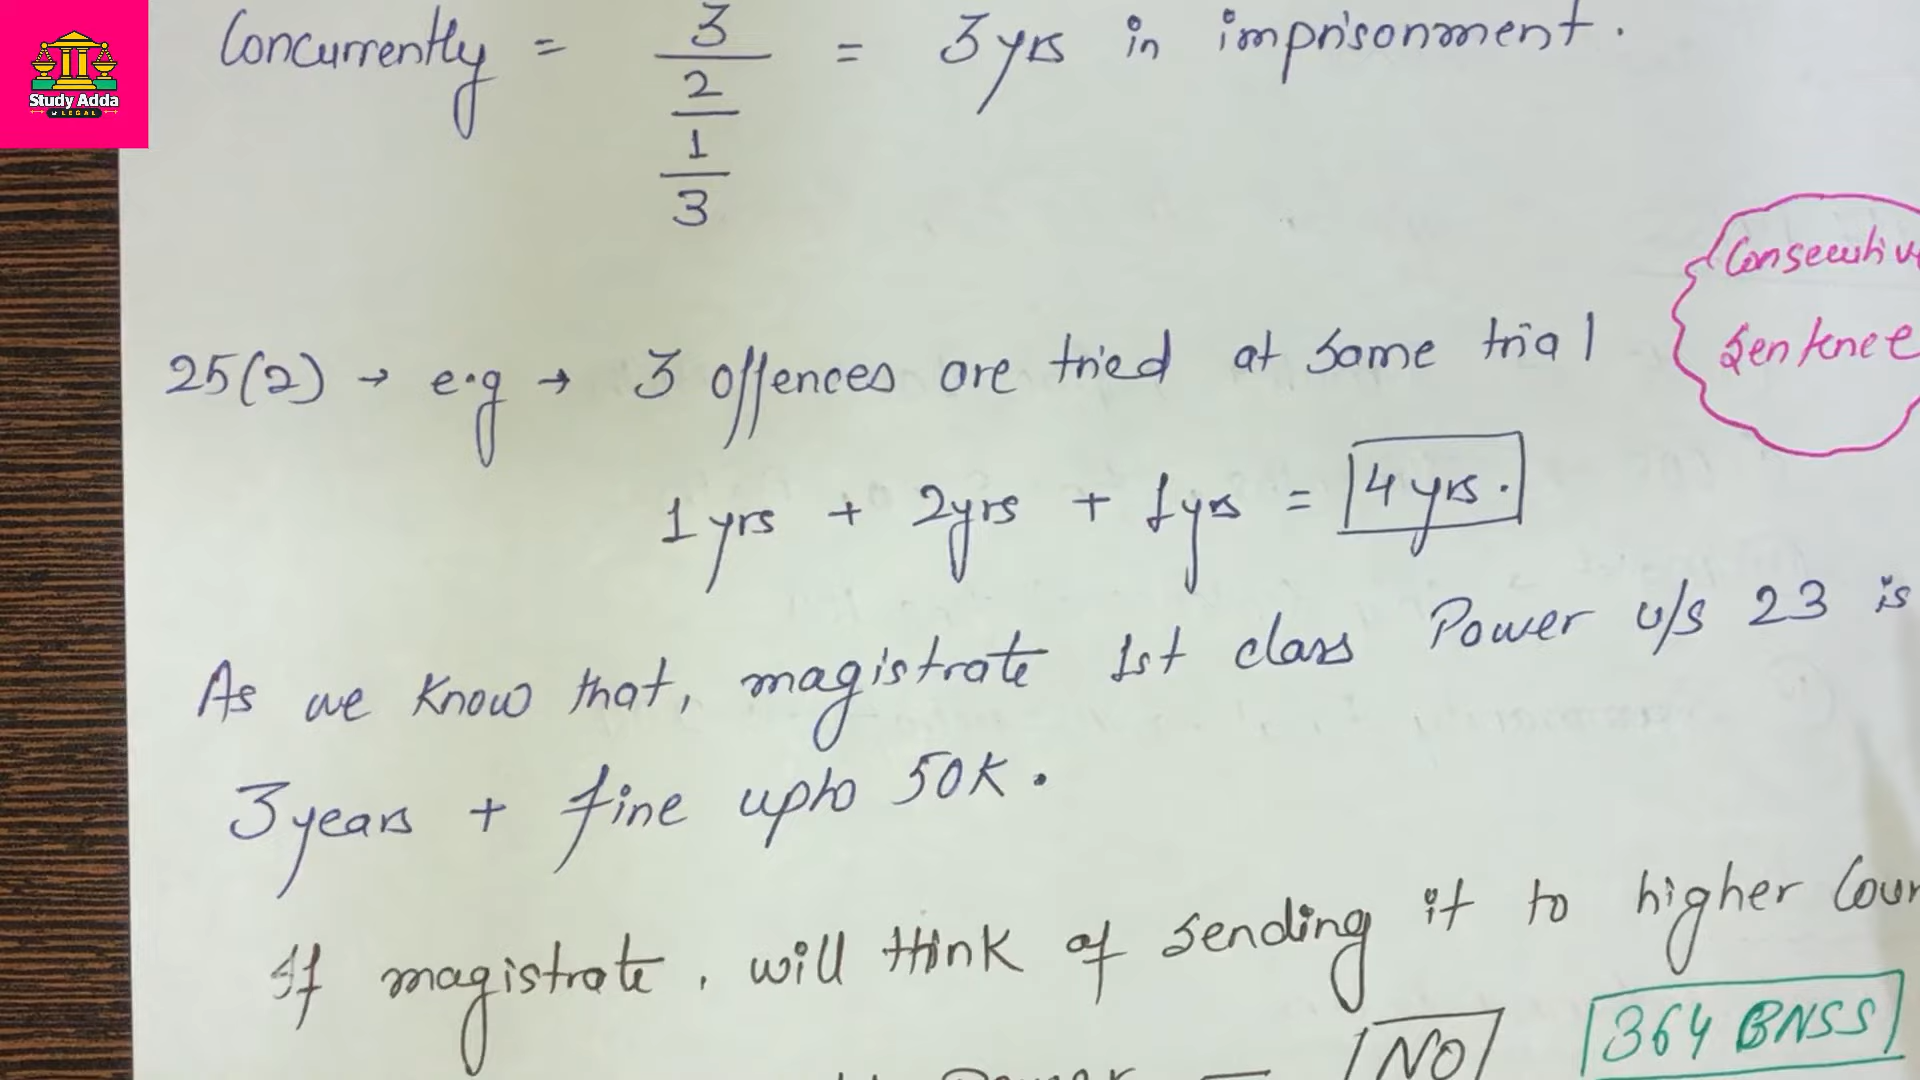 Study Adda
LEGAL
Concurrently = 3 = 3 yrs in imprisonment.
2
1
3
Consecutive
Sentence
25(2) → e.g → 3 offences are tried at same trial
1 yrs + 2yrs + 1yrs = 4 yrs.
As we know that, magistrate 1st class Power u/s 23 is
3 years + fine upto 50K.
If magistrate, will think of sending it to higher Cour
364 BNSS
Power — NO